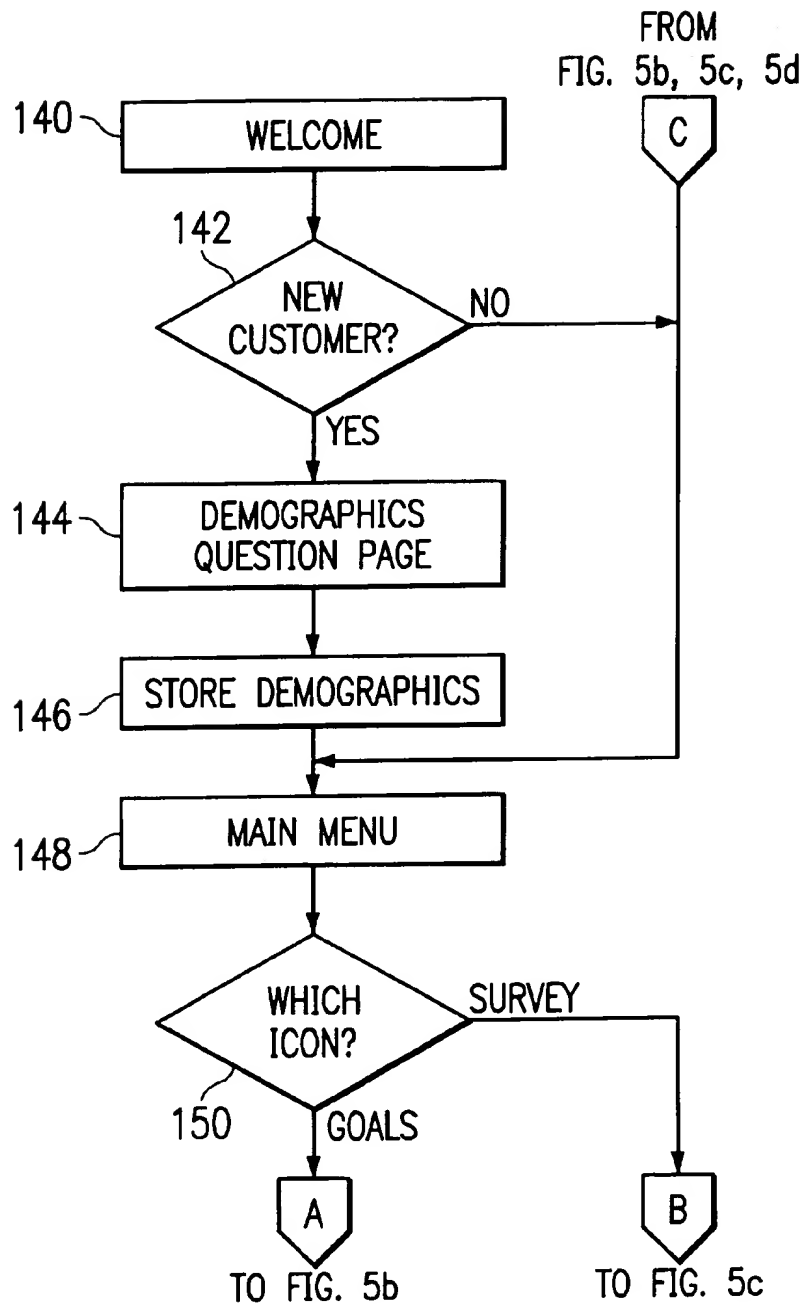 FROM
FIG. 5b, 5c, 5d
C
140
WELCOME
142
NEW
CUSTOMER?
NO
YES
144
DEMOGRAPHICS
QUESTION PAGE
146
STORE DEMOGRAPHICS
148
MAIN MENU
WHICH
ICON?
SURVEY
150
GOALS
A
TO FIG. 5b
B
TO FIG. 5c